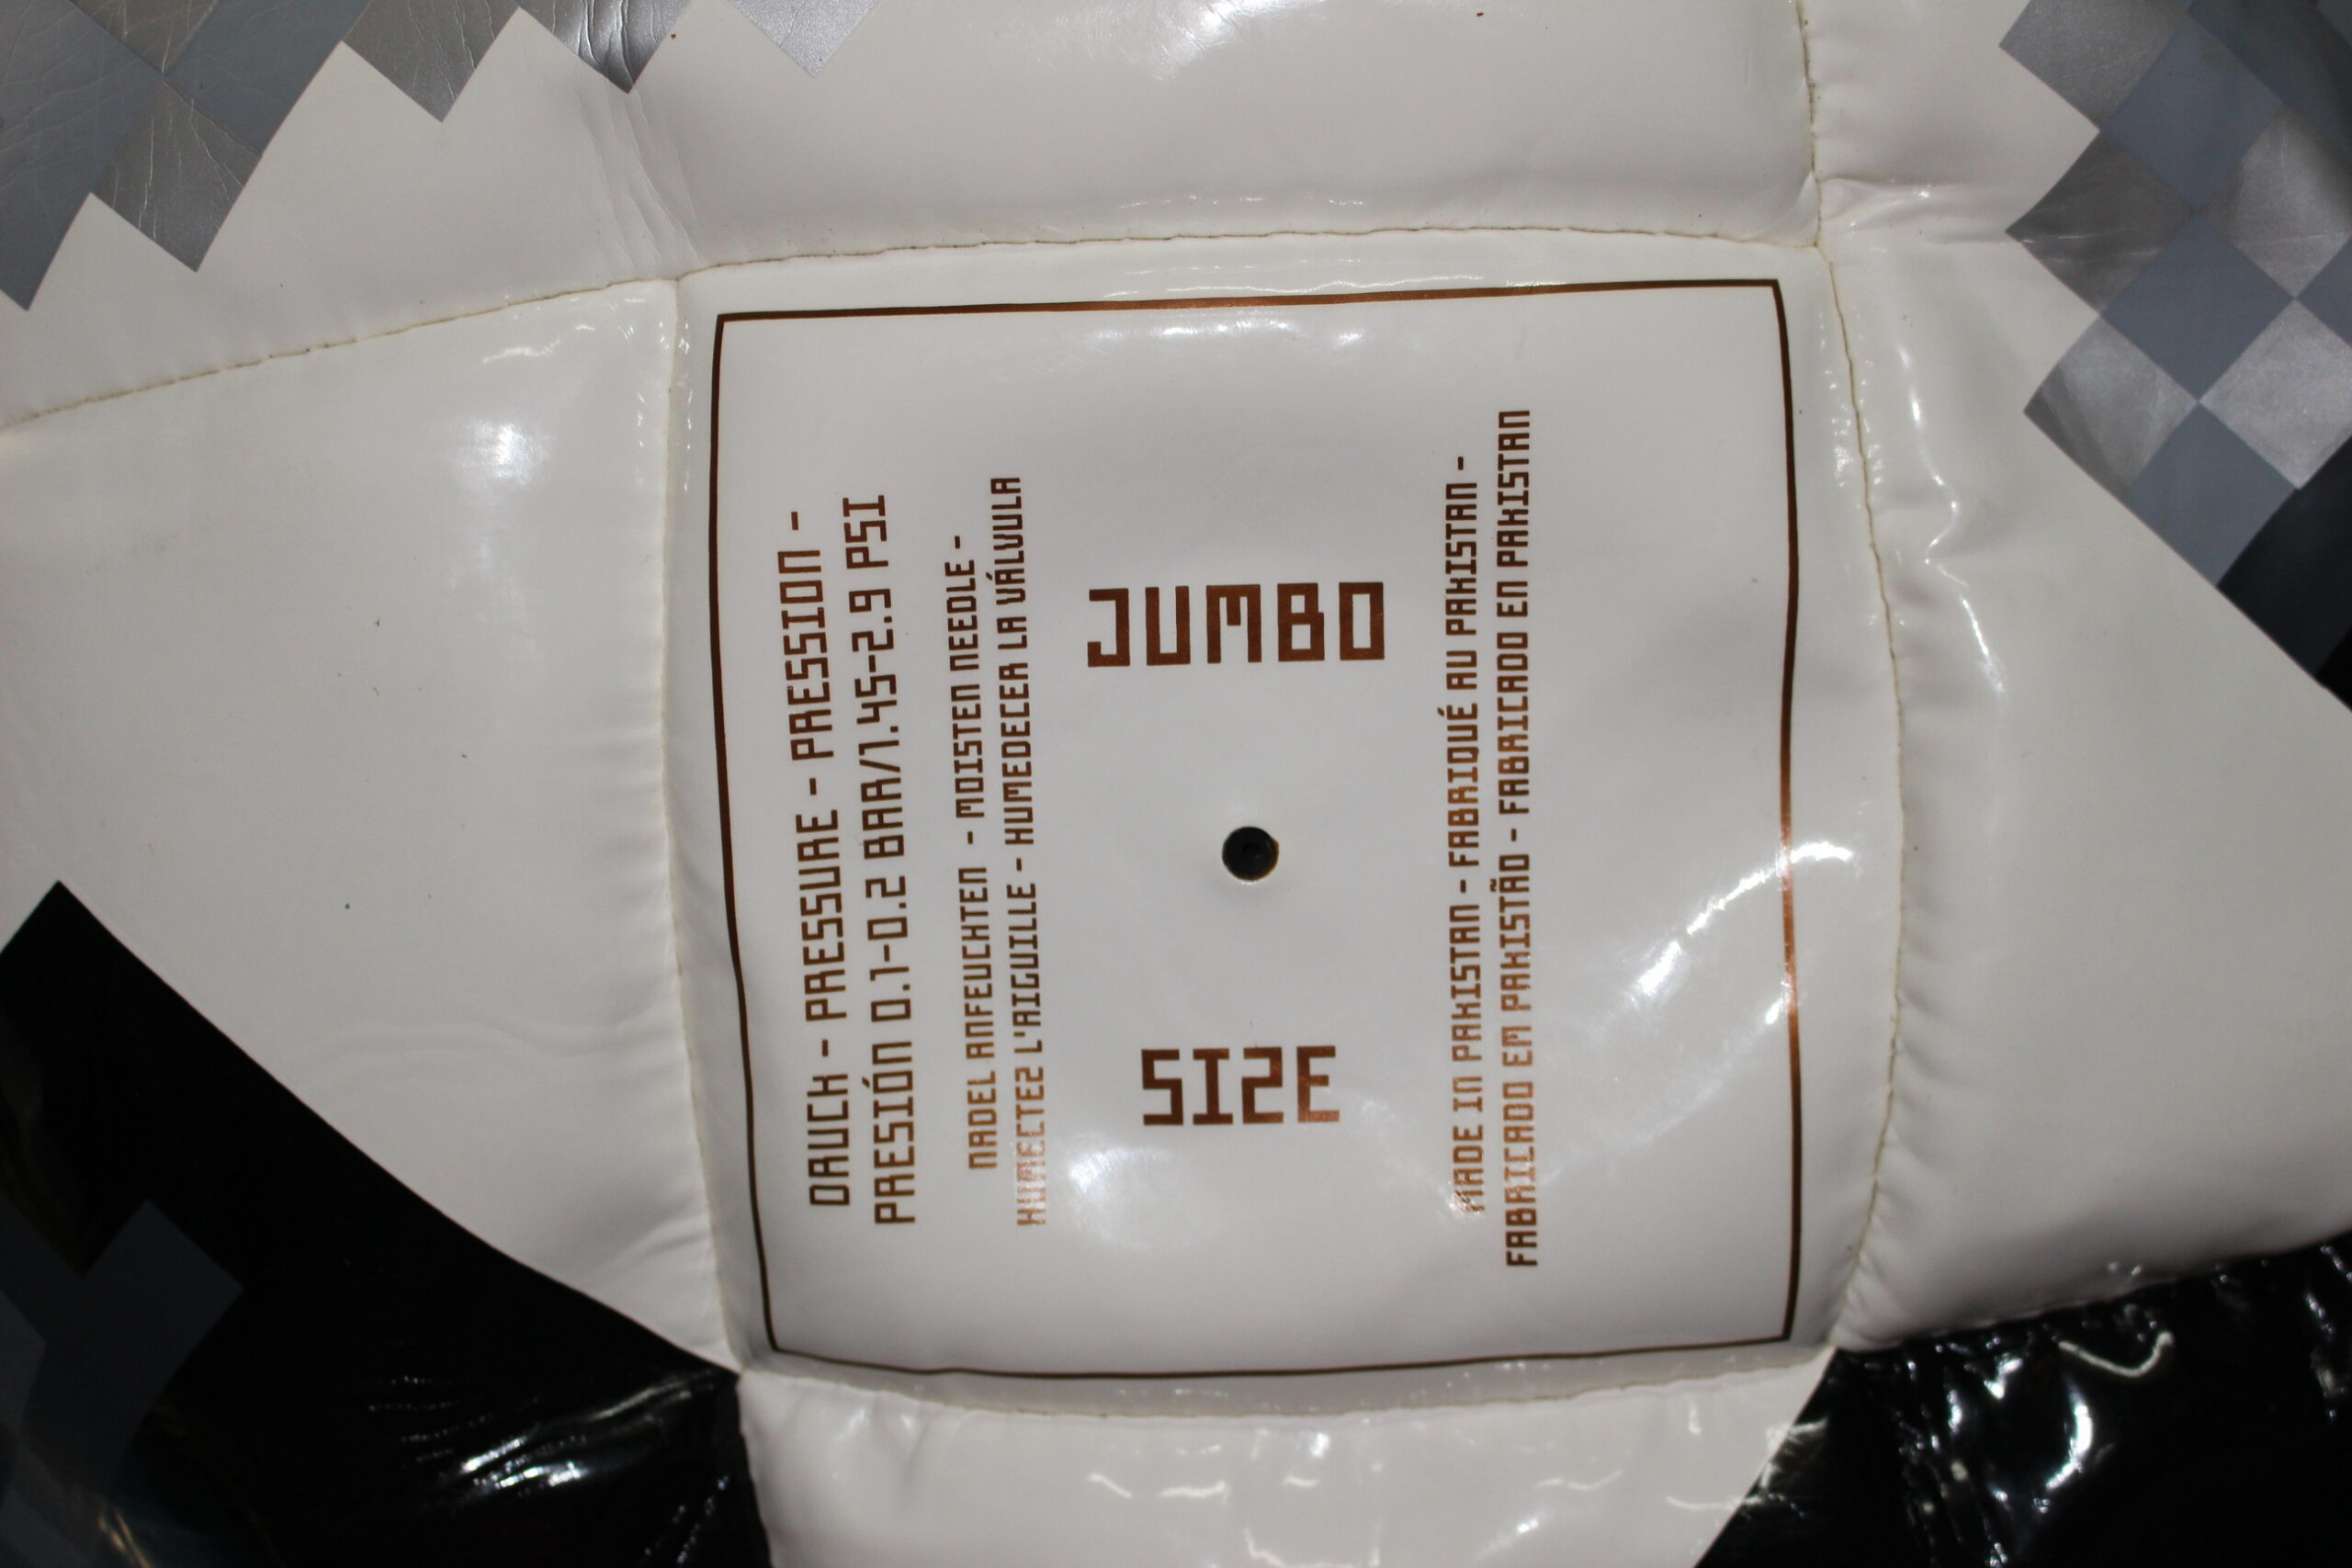 DRUCK - PRESSURE - PRESSION -
PRESIÓN 0.1-0.2 BAR/1.45-2.9 PSI
NADEL ANFEUCHTEN - MOISTEN NEEDLE -
HUMECTEZ L'AIGUILLE - HUMEDECER LA VÁLVULA
JUMBO
SIZE
MADE IN PAKISTAN - FABRIQUÉ AU PAKISTAN -
FABRICADO EM PAKISTÃO - FABRICADO EN PAKISTAN